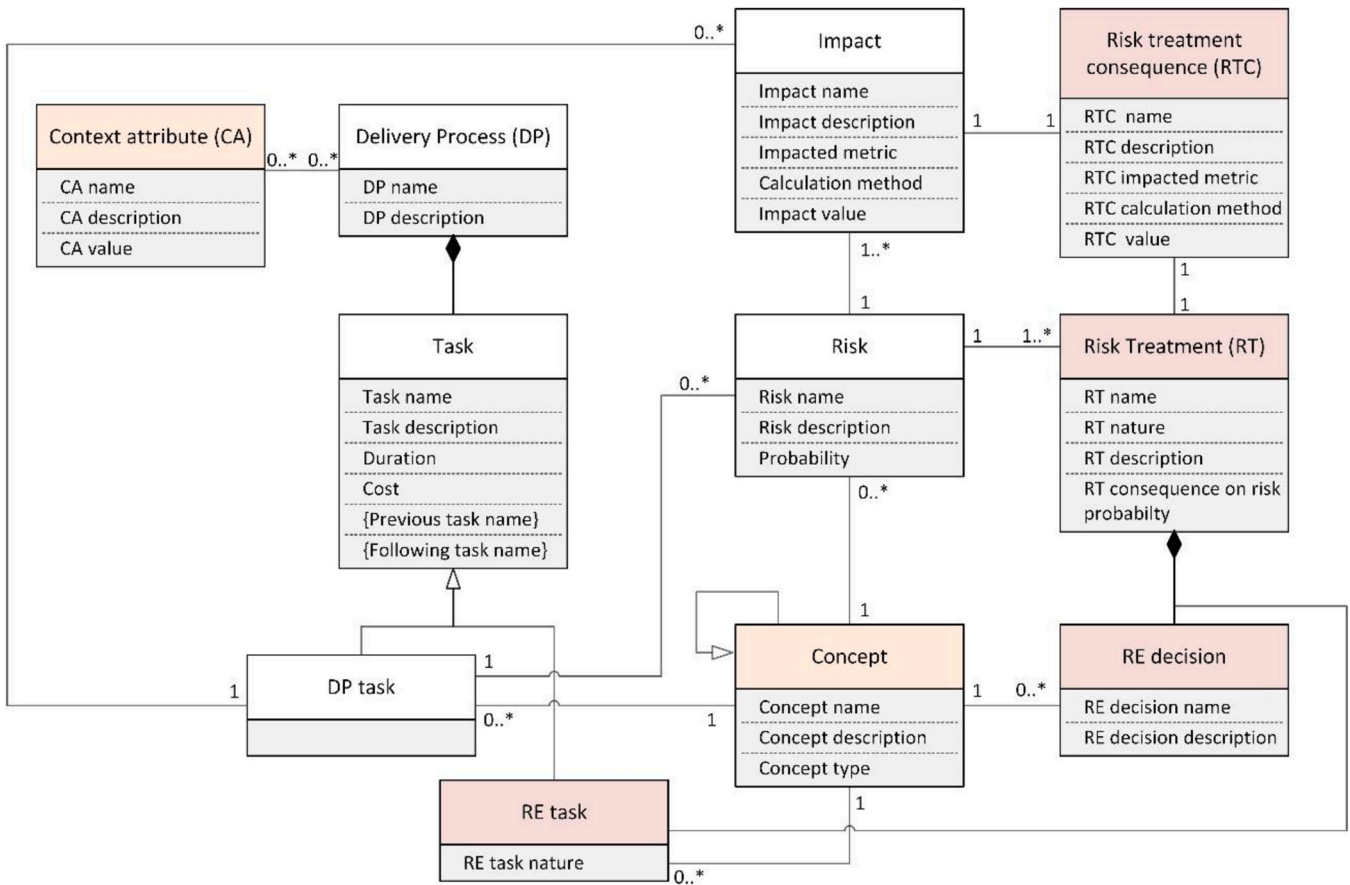 0..*
Impact
Impact name
Impact description
Impacted metric
Calculation method
Impact value
1
1
Risk treatment
consequence (RTC)
RTC name
RTC description
RTC impacted metric
RTC calculation method
RTC value
Context attribute (CA)
CA name
CA description
CA value
0..*
0..*
Delivery Process (DP)
DP name
DP description
1..*
1
1
1
Task
Task name
Task description
Duration
Cost
{Previous task name}
{Following task name}
0..*
Risk
Risk name
Risk description
Probability
1
1..*
Risk Treatment (RT)
RT name
RT nature
RT description
RT consequence on risk
probabilty
0..*
1
DP task
1
1
0..*
1
Concept
Concept name
Concept description
Concept type
1
0..*
RE decision
RE decision name
RE decision description
1
RE task
RE task nature
0..*